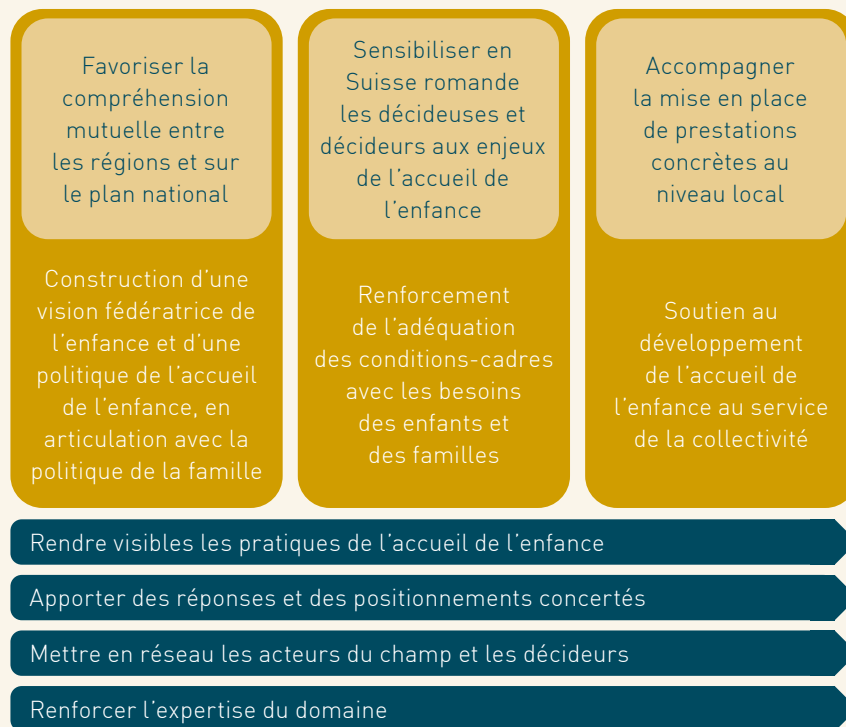 Favoriser la
compréhension
mutuelle entre
les régions et sur
le plan national
Construction d’une
vision fédératrice de
l’enfance et d’une
politique de l’accueil
de l’enfance, en
articulation avec la
politique de la famille
Sensibiliser en
Suisse romande
les décideuses et
décideurs aux enjeux
de l’accueil de
l’enfance
Renforcement
de l’adéquation
des conditions-cadres
avec les besoins
des enfants et
des familles
Accompagner
la mise en place
de prestations
concrètes au
niveau local
Soutien au
développement
de l’accueil de
l’enfance au service
de la collectivité
Rendre visibles les pratiques de l’accueil de l’enfance
Apporter des réponses et des positionnements concertés
Mettre en réseau les acteurs du champ et les décideurs
Renforcer l’expertise du domaine